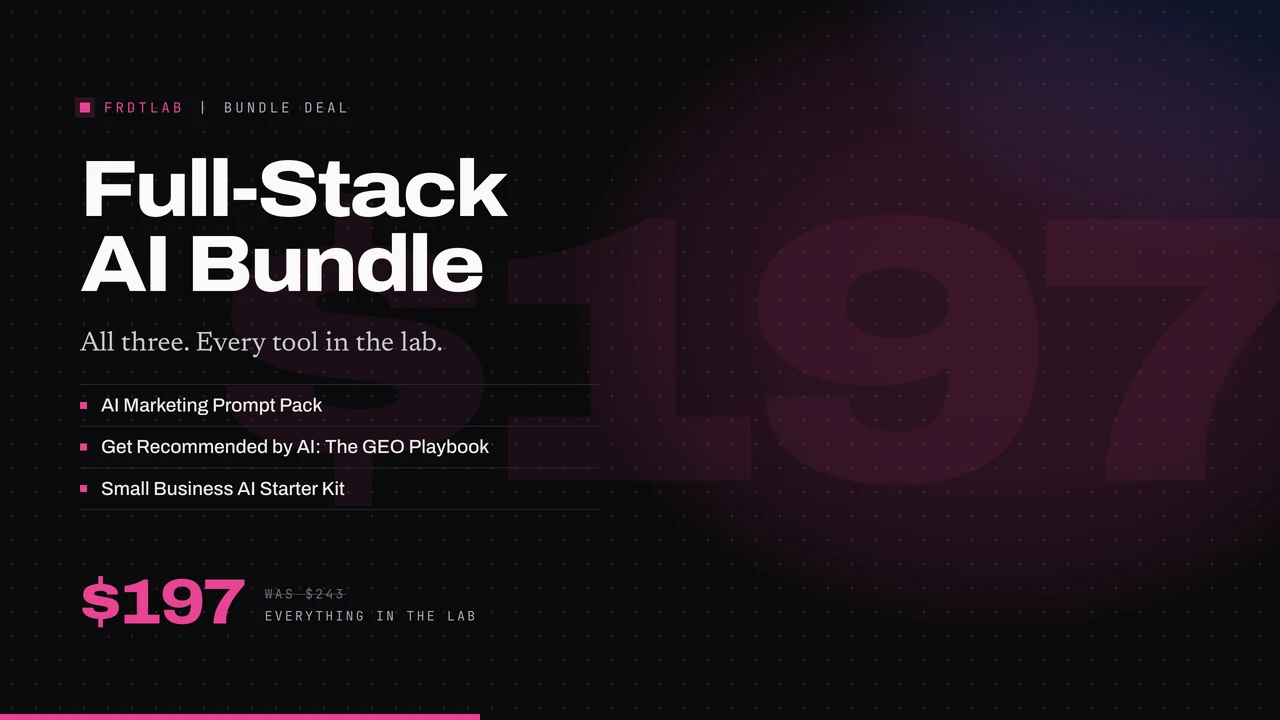 FRDTLAB | BUNDLE DEAL
Full-Stack
AI Bundle
All three. Every tool in the lab.
AI Marketing Prompt Pack
Get Recommended by AI: The GEO Playbook
Small Business AI Starter Kit
$197
WAS $243
EVERYTHING IN THE LAB
$197